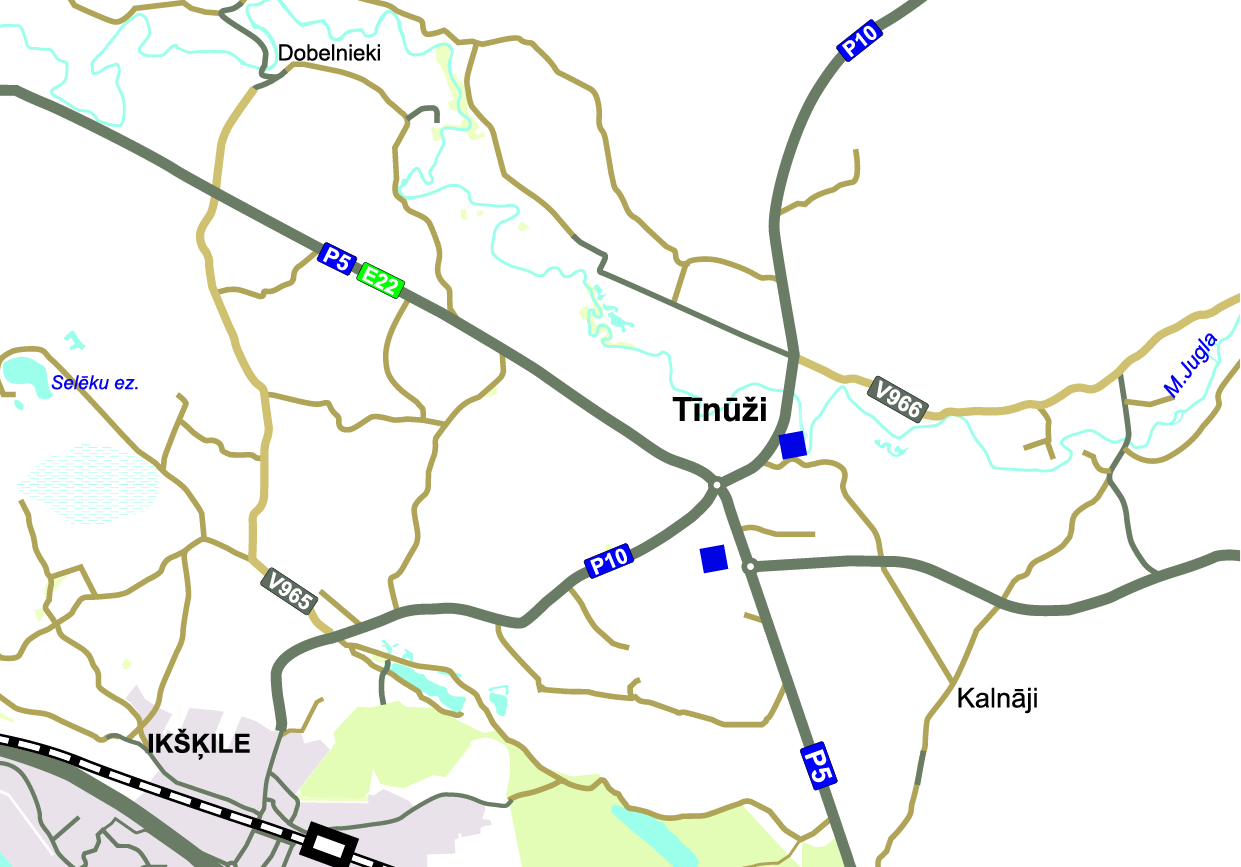 P10
Dobelnieki
P5
E22
Selēku ez.
M.Jugla
V966
Tīnūži
P10
V965
Kalnāji
IKŠĶILE
P5